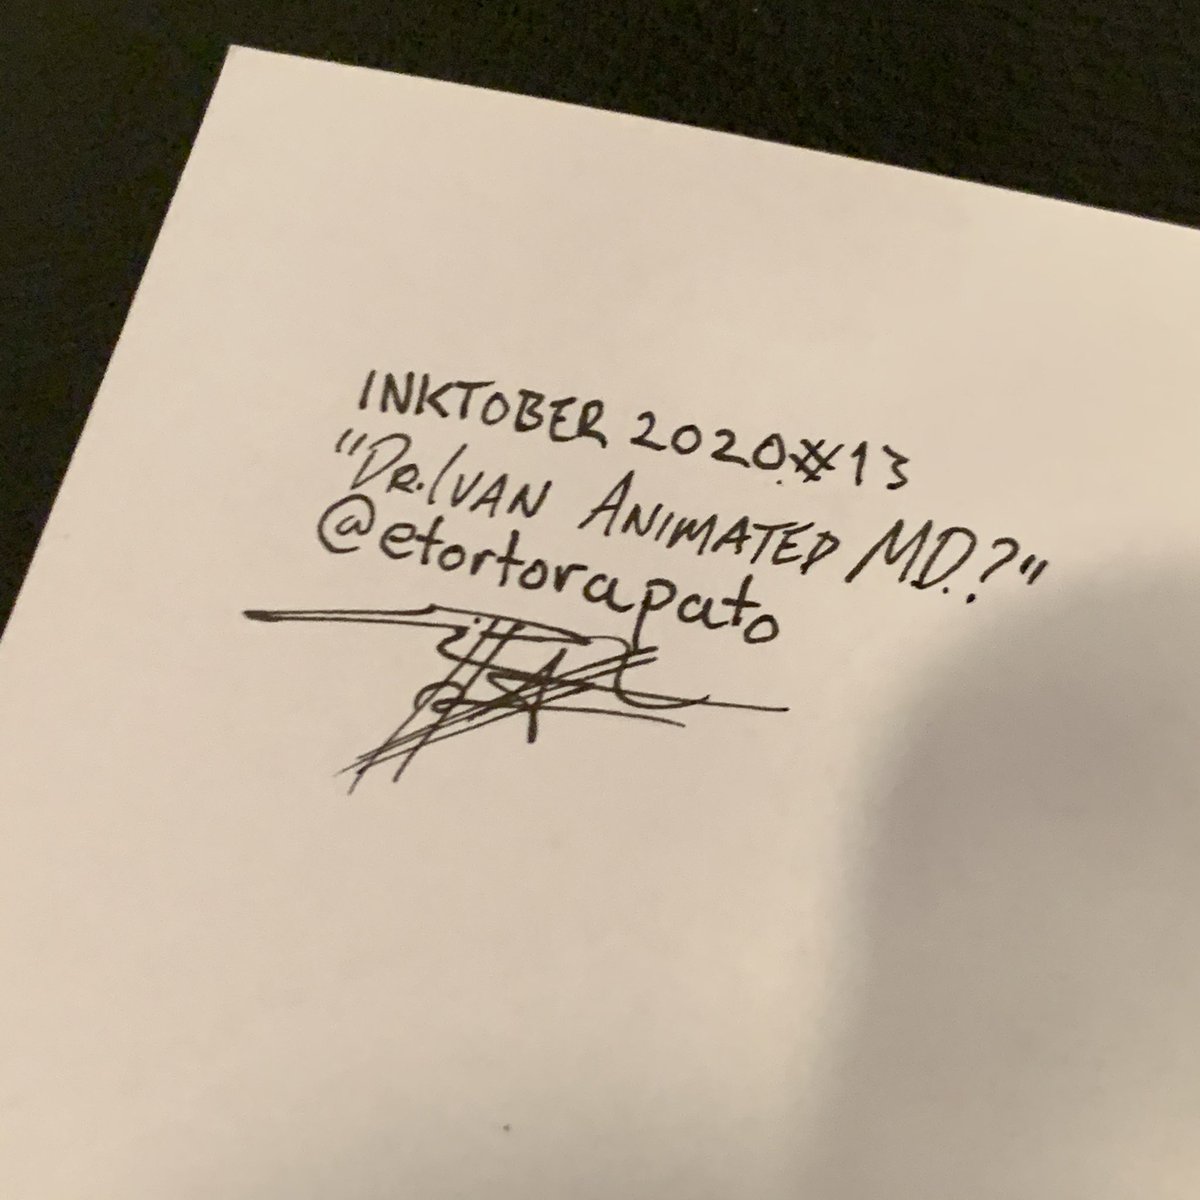 INKTOBER 2020 #13
"DR. IVAN ANIMATED MD.?"
@etortorapato